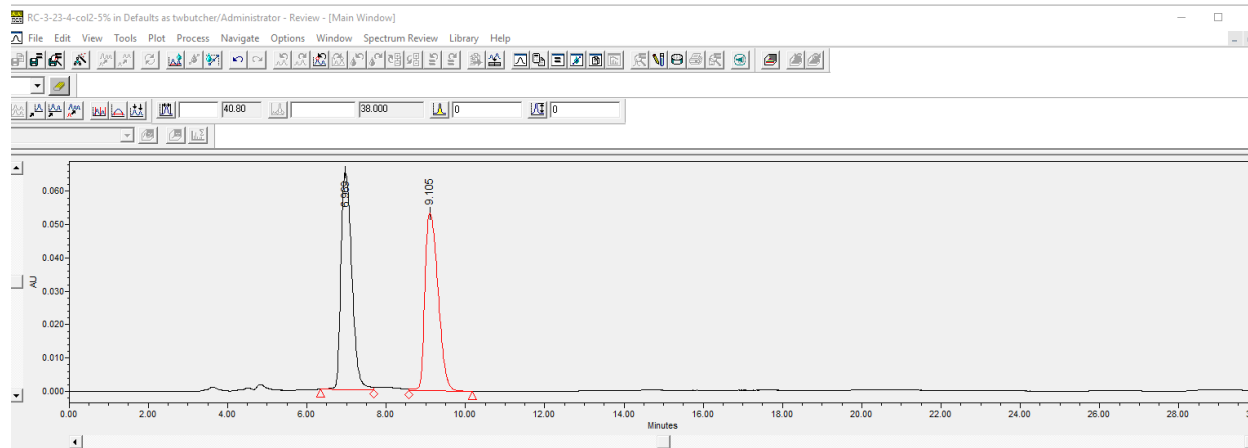 RC-3-23-4-col2-5% in Defaults as twbutcher/Administrator - Review - [Main Window]
File Edit View Tools Plot Process Navigate Options Window Spectrum Review Library Help
40.80 38.000 0 0
6.969 9.105
0.060
0.050
0.040
0.030
0.020
0.010
0.000
AU
0.00 2.00 4.00 6.00 8.00 10.00 12.00 14.00 16.00 18.00 20.00 22.00 24.00 26.00 28.00
Minutes